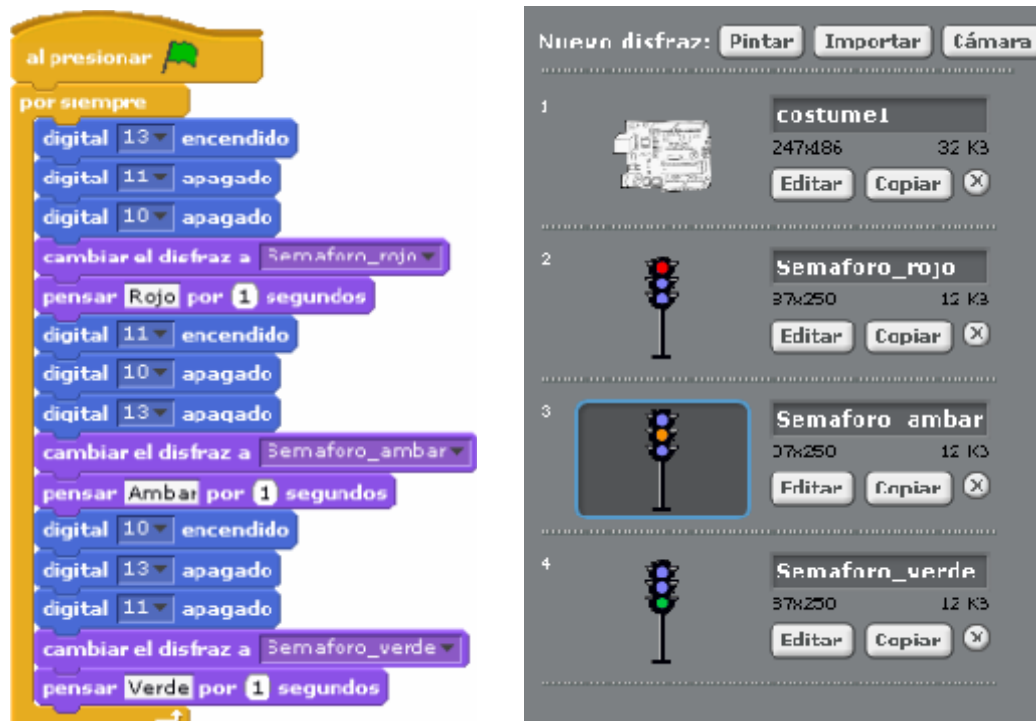 al presionar
por siempre
digital 13 encendido
digital 11 apagado
digital 10 apagado
cambiar el disfraz a Semaforo_rojo
pensar Rojo por 1 segundos
digital 11 encendido
digital 10 apagado
digital 13 apagado
cambiar el disfraz a Semaforo_ambar
pensar Ambar por 1 segundos
digital 10 encendido
digital 13 apagado
digital 11 apagado
cambiar el disfraz a Semaforo_verde
pensar Verde por 1 segundos
Nuevo disfraz: Pintar Importar Cámara
1
costume1
247x186 32 KB
Editar Copiar
2
Semaforo_rojo
97x250 12 KB
Editar Copiar
3
Semaforo_ambar
97x250 12 KB
Editar Copiar
4
Semaforo_verde
97x250 12 KB
Editar Copiar